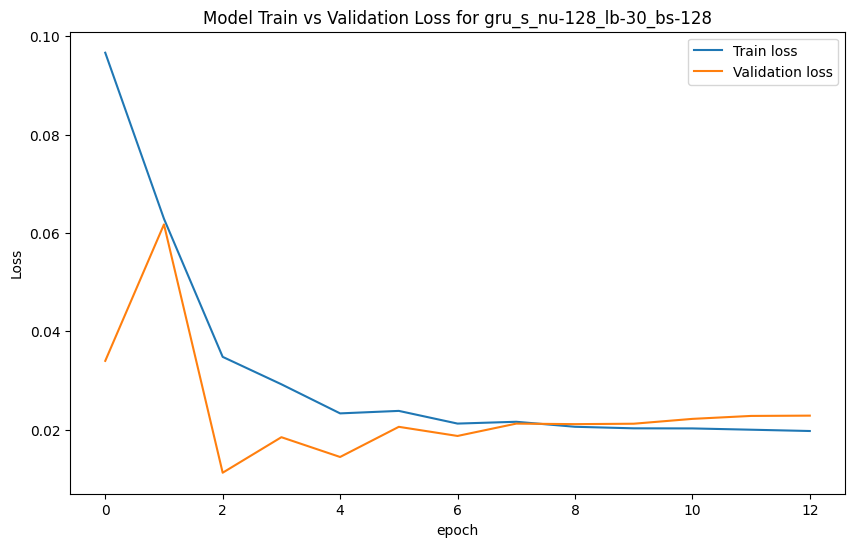 Model Train vs Validation Loss for gru_s_nu-128_lb-30_bs-128
Train loss
Validation loss
0.10
0.08
0.06
0.04
0.02
Loss
0 2 4 6 8 10 12
epoch